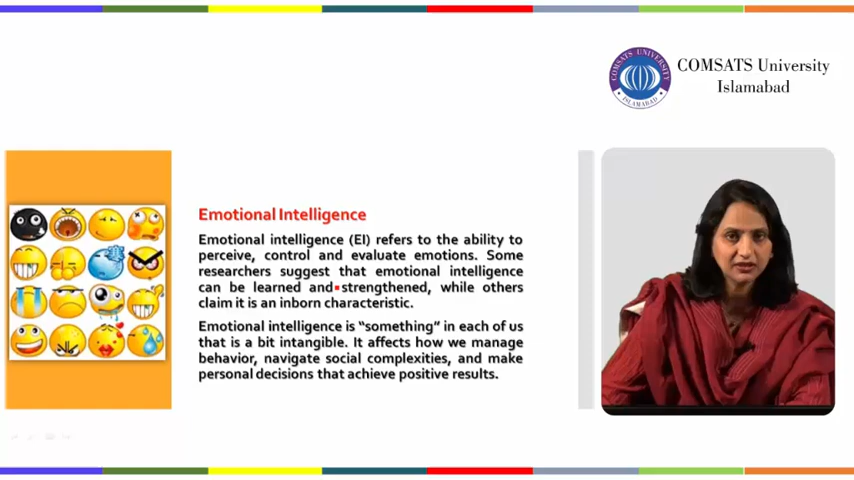 COMSATS UNIVERSITY
ISLAMABAD
COMSATS University
Islamabad
Emotional Intelligence
Emotional intelligence (EI) refers to the ability to
perceive, control and evaluate emotions. Some
researchers suggest that emotional intelligence
can be learned and strengthened, while others
claim it is an inborn characteristic.
Emotional intelligence is “something” in each of us
that is a bit intangible. It affects how we manage
behavior, navigate social complexities, and make
personal decisions that achieve positive results.